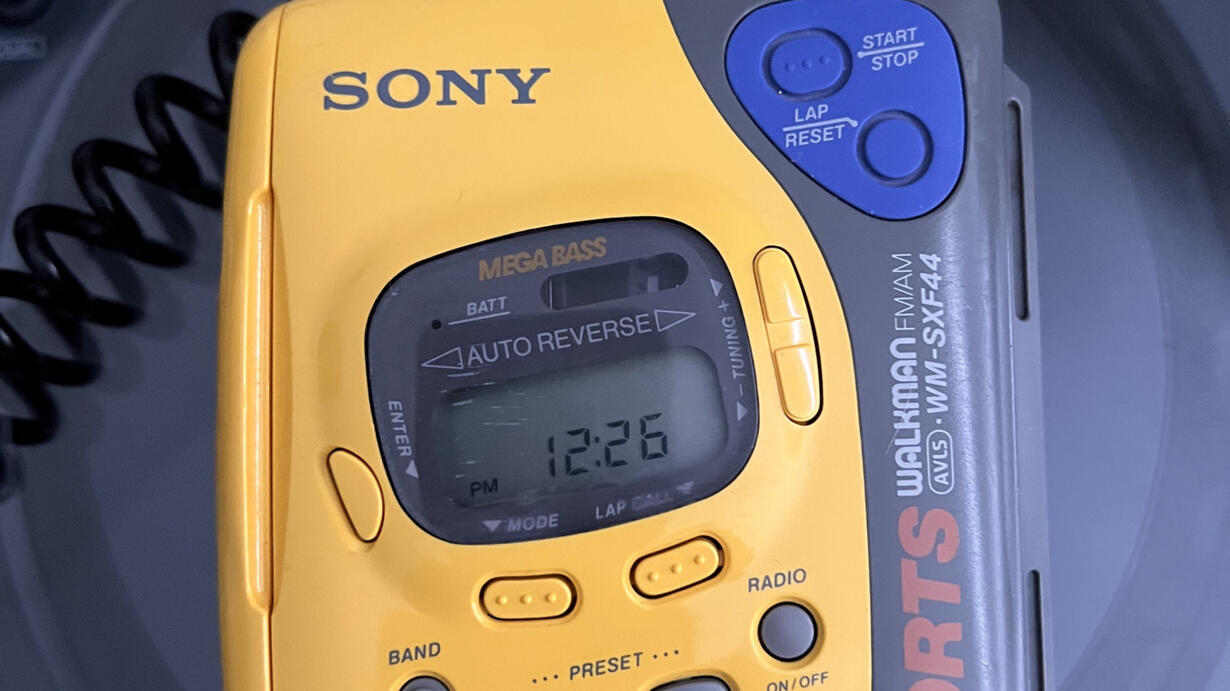 SONY
START
STOP
LAP
RESET
MEGA BASS
BATT
AUTO REVERSE
– TUNING +
ENTER
12:26
PM
MODE
LAP CALL
WALKMAN FM/AM
AVLS · WM-SXF44
ORTS
RADIO
ON/OFF
BAND
··· PRESET ···